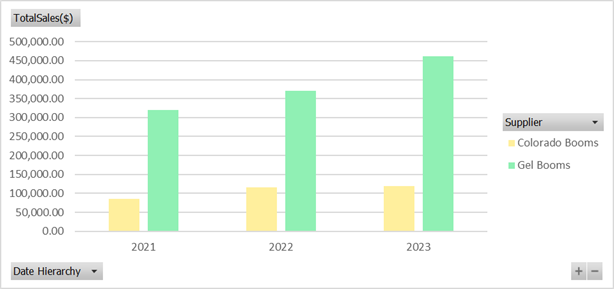 TotalSales($)
500,000.00
450,000.00
400,000.00
350,000.00
300,000.00
250,000.00
200,000.00
150,000.00
100,000.00
50,000.00
0.00
2021 2022 2023
Supplier
Colorado Booms
Gel Booms
Date Hierarchy
+ −